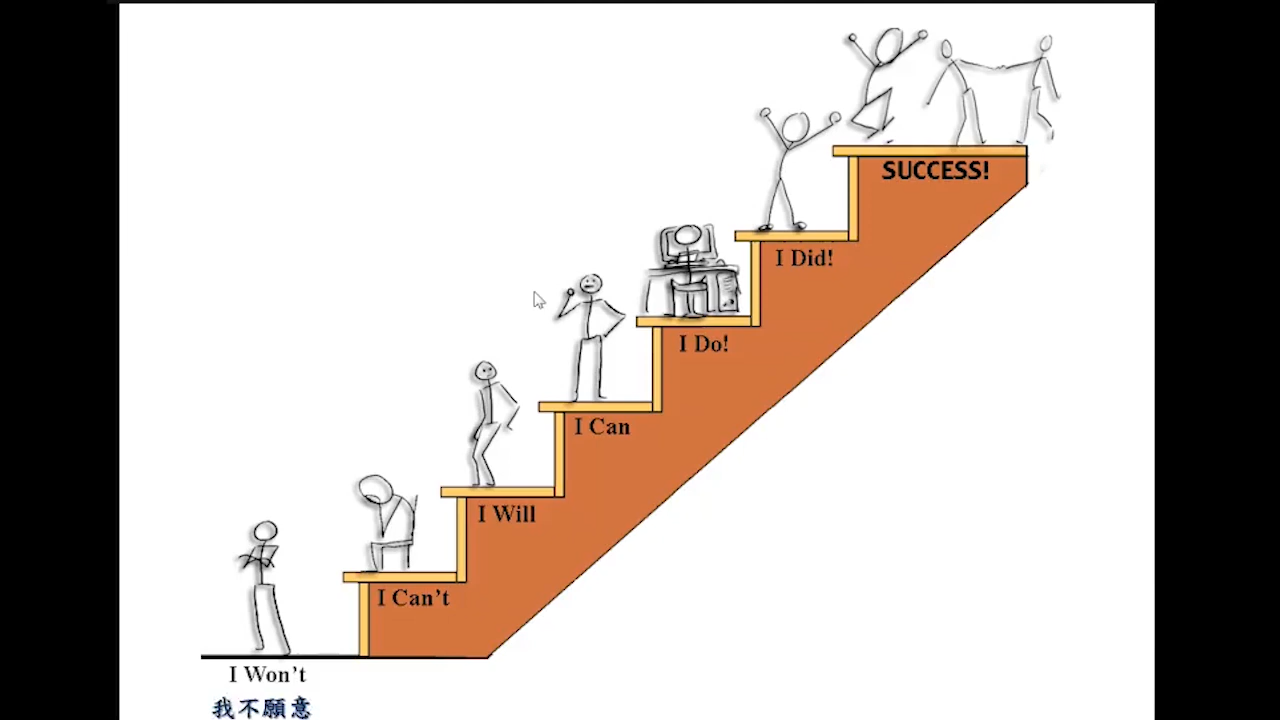 SUCCESS!
I Did!
I Do!
I Can
I Will
I Can't
I Won't
我不願意